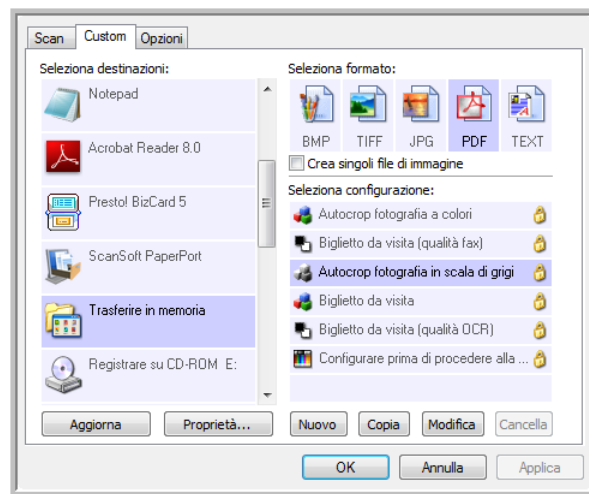 Scan Custom Opzioni
Seleziona destinazioni:
Notepad
Acrobat Reader 8.0
Presto! BizCard 5
ScanSoft PaperPort
Trasferire in memoria
Registrare su CD-ROM E:
Aggiorna Proprietà...
Seleziona formato:
BMP TIFF JPG PDF TEXT
Crea singoli file di immagine
Seleziona configurazione:
Autocrop fotografia a colori
Biglietto da visita (qualità fax)
Autocrop fotografia in scala di grigi
Biglietto da visita
Biglietto da visita (qualità OCR)
Configurare prima di procedere alla ...
Nuovo Copia Modifica Cancella
OK Annulla Applica